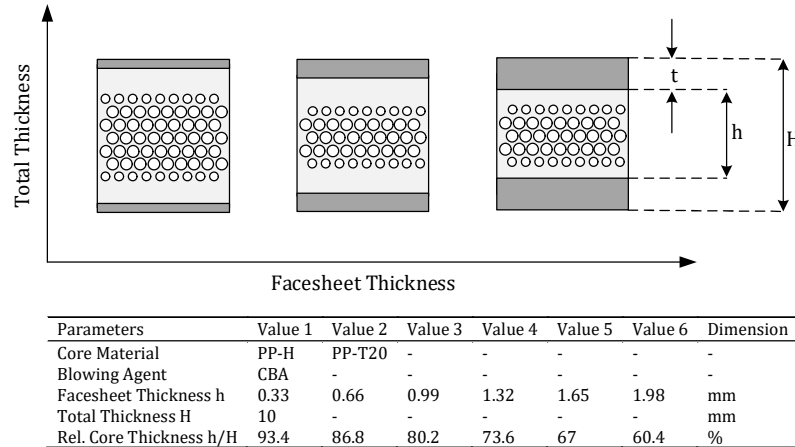 Total Thickness
t
h
H
Facesheet Thickness
Parameters Value 1 Value 2 Value 3 Value 4 Value 5 Value 6 Dimension
Core Material PP-H PP-T20 - - - - -
Blowing Agent CBA - - - - - -
Facesheet Thickness h 0.33 0.66 0.99 1.32 1.65 1.98 mm
Total Thickness H 10 - - - - - mm
Rel. Core Thickness h/H 93.4 86.8 80.2 73.6 67 60.4 %